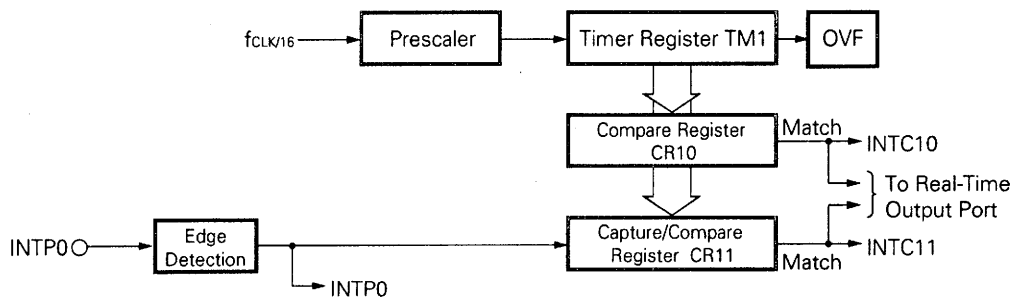 fCLK/16
Prescaler
Timer Register TM1
OVF
Compare Register
CR10
Match
INTC10
To Real-Time
Output Port
INTP0
Edge
Detection
Capture/Compare
Register CR11
Match
INTC11
INTP0